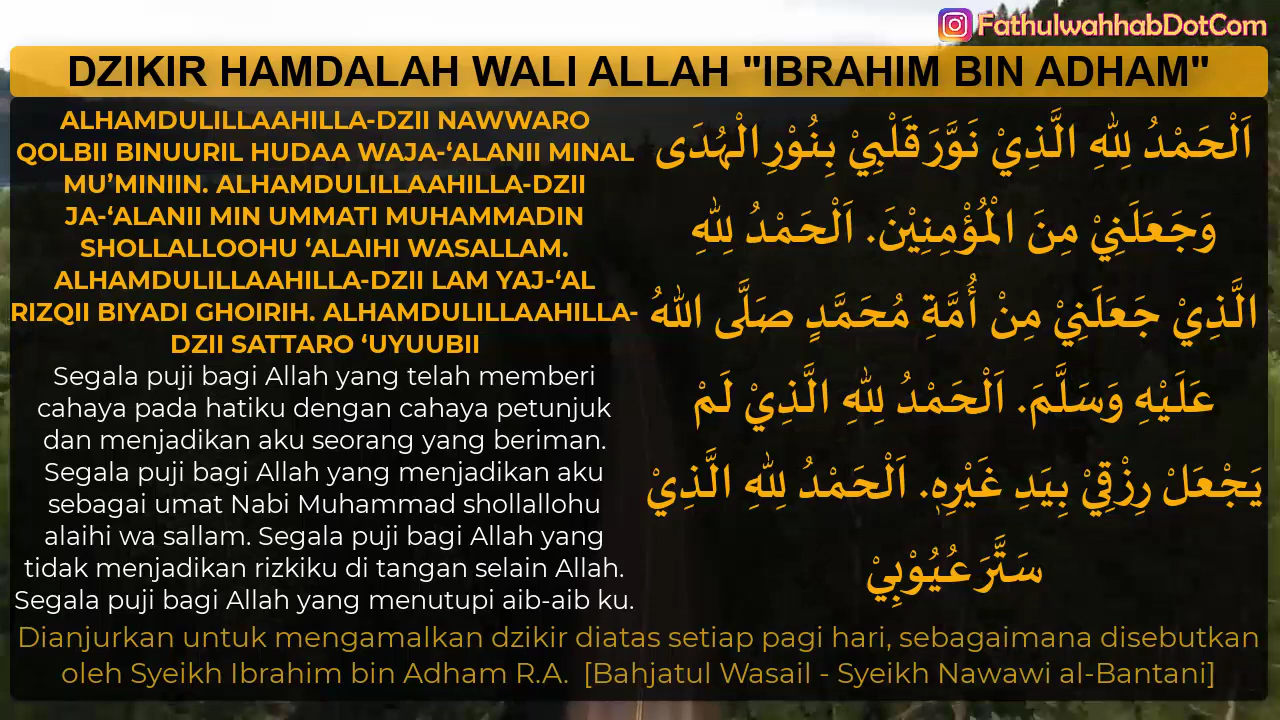 FathulwahhabDotCom
DZIKIR HAMDALAH WALI ALLAH "IBRAHIM BIN ADHAM"
ALHAMDULILLAAHILLA-DZII NAWWARO
QOLBII BINUURIL HUDAA WAJA-‘ALANII MINAL
MU’MINIIN. ALHAMDULILLAAHILLA-DZII
JA-‘ALANII MIN UMMATI MUHAMMADIN
SHOLLALLOOHU ‘ALAIHI WASALLAM.
ALHAMDULILLAAHILLA-DZII LAM YAJ-‘AL
RIZQII BIYADI GHOIRIH. ALHAMDULILLAAHILLA-
DZII SATTARO ‘UYUUBII
Segala puji bagi Allah yang telah memberi
cahaya pada hatiku dengan cahaya petunjuk
dan menjadikan aku seorang yang beriman.
Segala puji bagi Allah yang menjadikan aku
sebagai umat Nabi Muhammad shollallohu
alaihi wa sallam. Segala puji bagi Allah yang
tidak menjadikan rizkiku di tangan selain Allah.
Segala puji bagi Allah yang menutupi aib-aib ku.
اَلْحَمْدُ لِلّٰهِ الَّذِيْ نَوَّرَ قَلْبِيْ بِنُوْرِ الْهُدَى
وَجَعَلَنِيْ مِنَ الْمُؤْمِنِيْنَ. اَلْحَمْدُ لِلّٰهِ
الَّذِيْ جَعَلَنِيْ مِنْ أُمَّةِ مُحَمَّدٍ صَلَّى اللّٰهُ
عَلَيْهِ وَسَلَّمَ. اَلْحَمْدُ لِلّٰهِ الَّذِيْ لَمْ
يَجْعَلْ رِزْقِيْ بِيَدِ غَيْرِهٖ. اَلْحَمْدُ لِلّٰهِ الَّذِيْ
سَتَّرَ عُيُوْبِيْ
Dianjurkan untuk mengamalkan dzikir diatas setiap pagi hari, sebagaimana disebutkan
oleh Syeikh Ibrahim bin Adham R.A. [Bahjatul Wasail - Syeikh Nawawi al-Bantani]